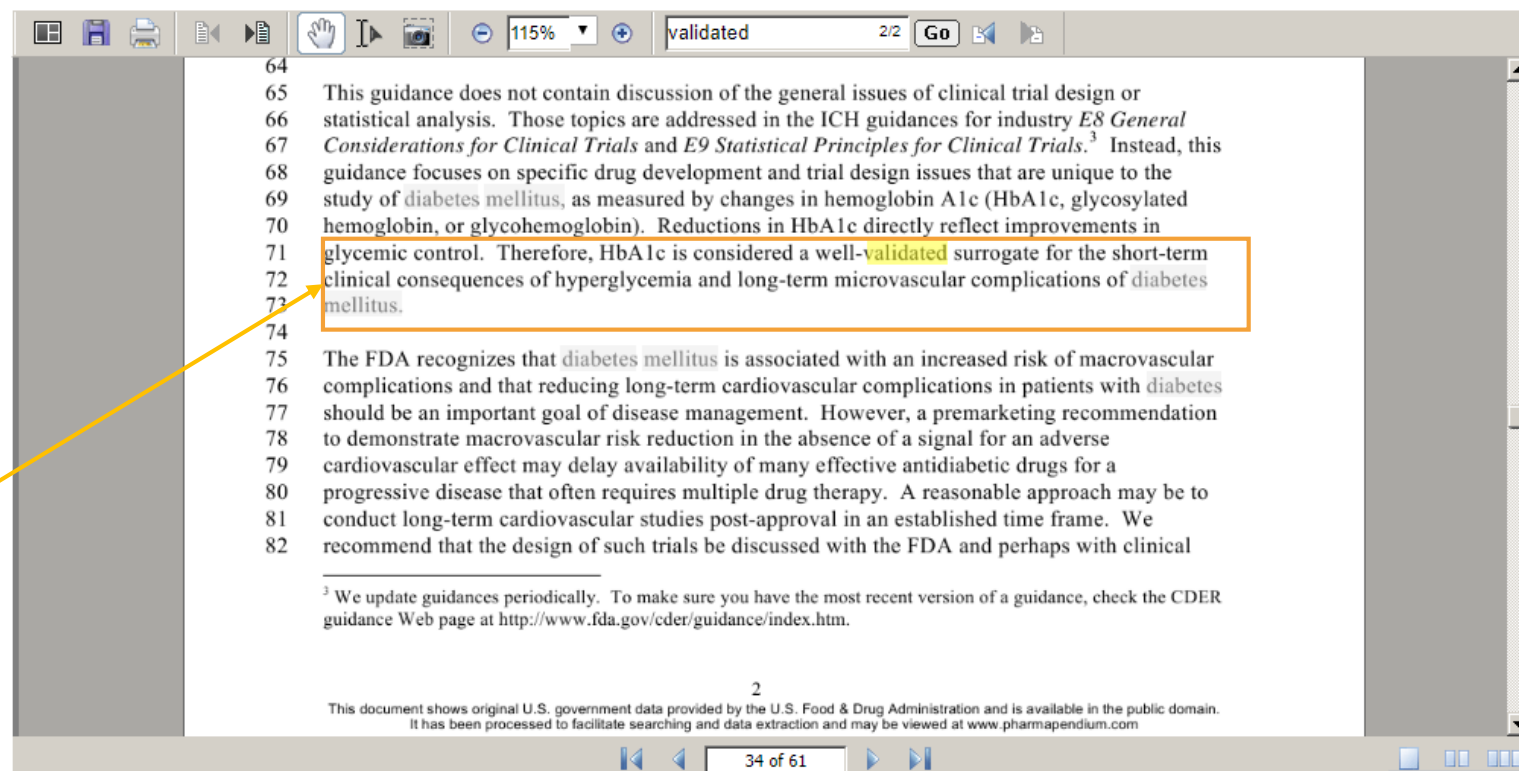 115%
validated 2/2 Go
64
65 This guidance does not contain discussion of the general issues of clinical trial design or
66 statistical analysis. Those topics are addressed in the ICH guidances for industry E8 General
67 Considerations for Clinical Trials and E9 Statistical Principles for Clinical Trials.3 Instead, this
68 guidance focuses on specific drug development and trial design issues that are unique to the
69 study of diabetes mellitus, as measured by changes in hemoglobin A1c (HbA1c, glycosylated
70 hemoglobin, or glycohemoglobin). Reductions in HbA1c directly reflect improvements in
71 glycemic control. Therefore, HbA1c is considered a well-validated surrogate for the short-term
72 clinical consequences of hyperglycemia and long-term microvascular complications of diabetes
73 mellitus.
74
75 The FDA recognizes that diabetes mellitus is associated with an increased risk of macrovascular
76 complications and that reducing long-term cardiovascular complications in patients with diabetes
77 should be an important goal of disease management. However, a premarketing recommendation
78 to demonstrate macrovascular risk reduction in the absence of a signal for an adverse
79 cardiovascular effect may delay availability of many effective antidiabetic drugs for a
80 progressive disease that often requires multiple drug therapy. A reasonable approach may be to
81 conduct long-term cardiovascular studies post-approval in an established time frame. We
82 recommend that the design of such trials be discussed with the FDA and perhaps with clinical
3 We update guidances periodically. To make sure you have the most recent version of a guidance, check the CDER
guidance Web page at http://www.fda.gov/cder/guidance/index.htm.
2
This document shows original U.S. government data provided by the U.S. Food & Drug Administration and is available in the public domain.
It has been processed to facilitate searching and data extraction and may be viewed at www.pharmapendium.com
34 of 61